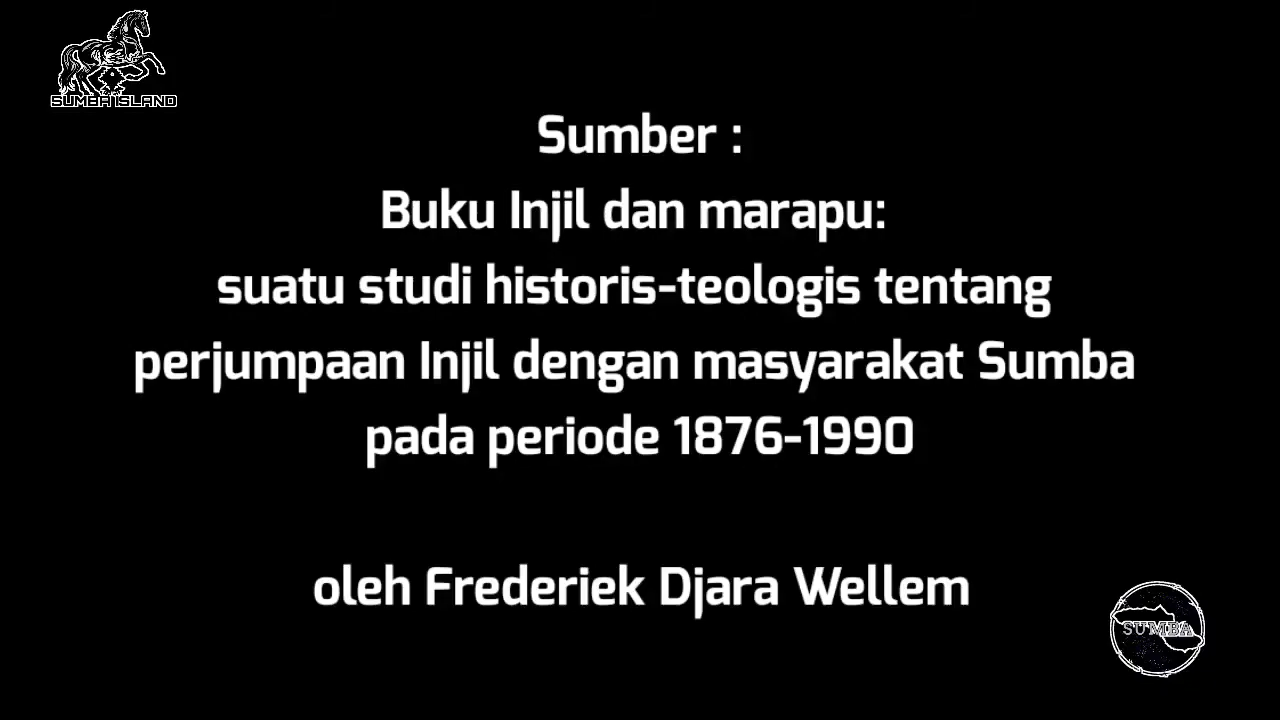 SUMBA ISLAND
Sumber :
Buku Injil dan marapu:
suatu studi historis-teologis tentang
perjumpaan Injil dengan masyarakat Sumba
pada periode 1876-1990
oleh Frederiek Djara Wellem
SUMBA